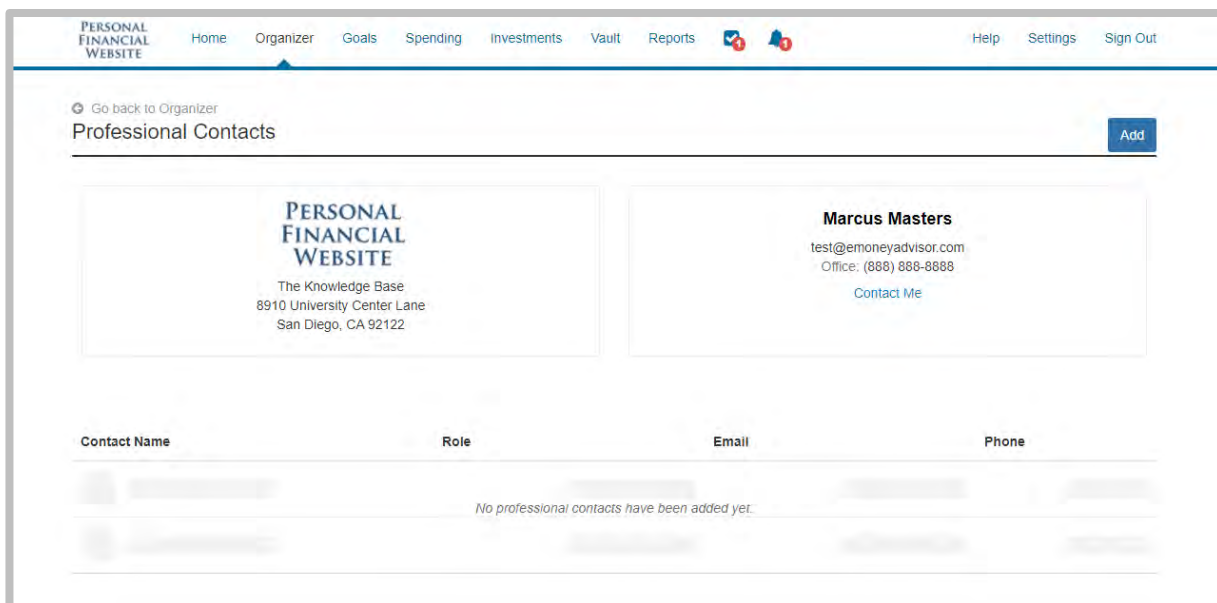 PERSONAL
FINANCIAL
WEBSITE
Home Organizer Goals Spending Investments Vault Reports 1 1 Help Settings Sign Out
Go back to Organizer
Professional Contacts
Add
PERSONAL
FINANCIAL
WEBSITE
The Knowledge Base
8910 University Center Lane
San Diego, CA 92122
Marcus Masters
test@emoneyadvisor.com
Office: (888) 888-8888
Contact Me
Contact Name Role Email Phone
No professional contacts have been added yet.